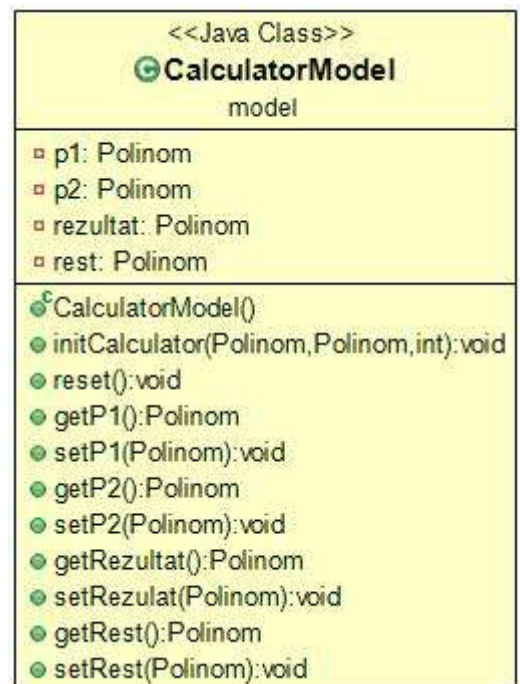 <<Java Class>>
CalculatorModel
model
p1: Polinom
p2: Polinom
rezultat: Polinom
rest: Polinom
CalculatorModel()
initCalculator(Polinom,Polinom,int):void
reset():void
getP1():Polinom
setP1(Polinom):void
getP2():Polinom
setP2(Polinom):void
getRezultat():Polinom
setRezulat(Polinom):void
getRest():Polinom
setRest(Polinom):void